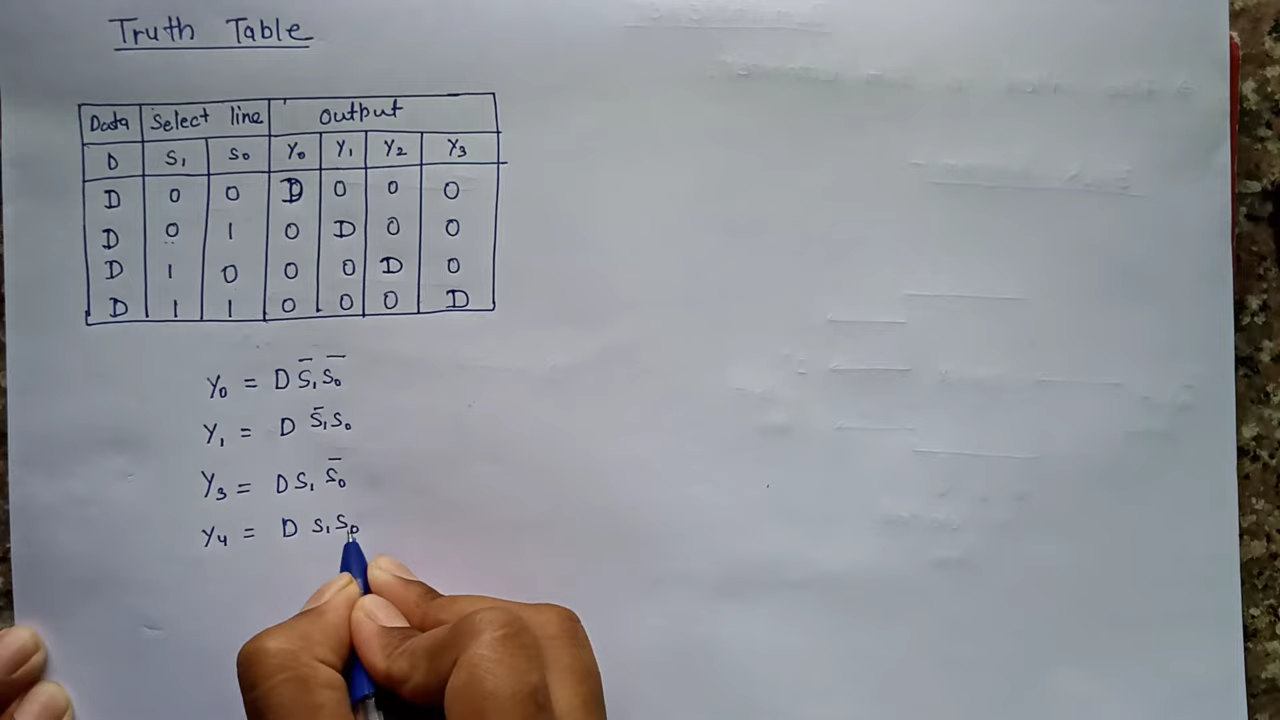 Truth Table
Data Select line output
D S₁ S₀ Y₀ Y₁ Y₂ Y₃
D 0 0 D 0 0 0
D 0 1 0 D 0 0
D 1 0 0 0 D 0
D 1 1 0 0 0 D
Y₀ = D S̅₁ S̅₀
Y₁ = D S̅₁ S₀
Y₃ = D S₁ S̅₀
Y₄ = D S₁ S₀